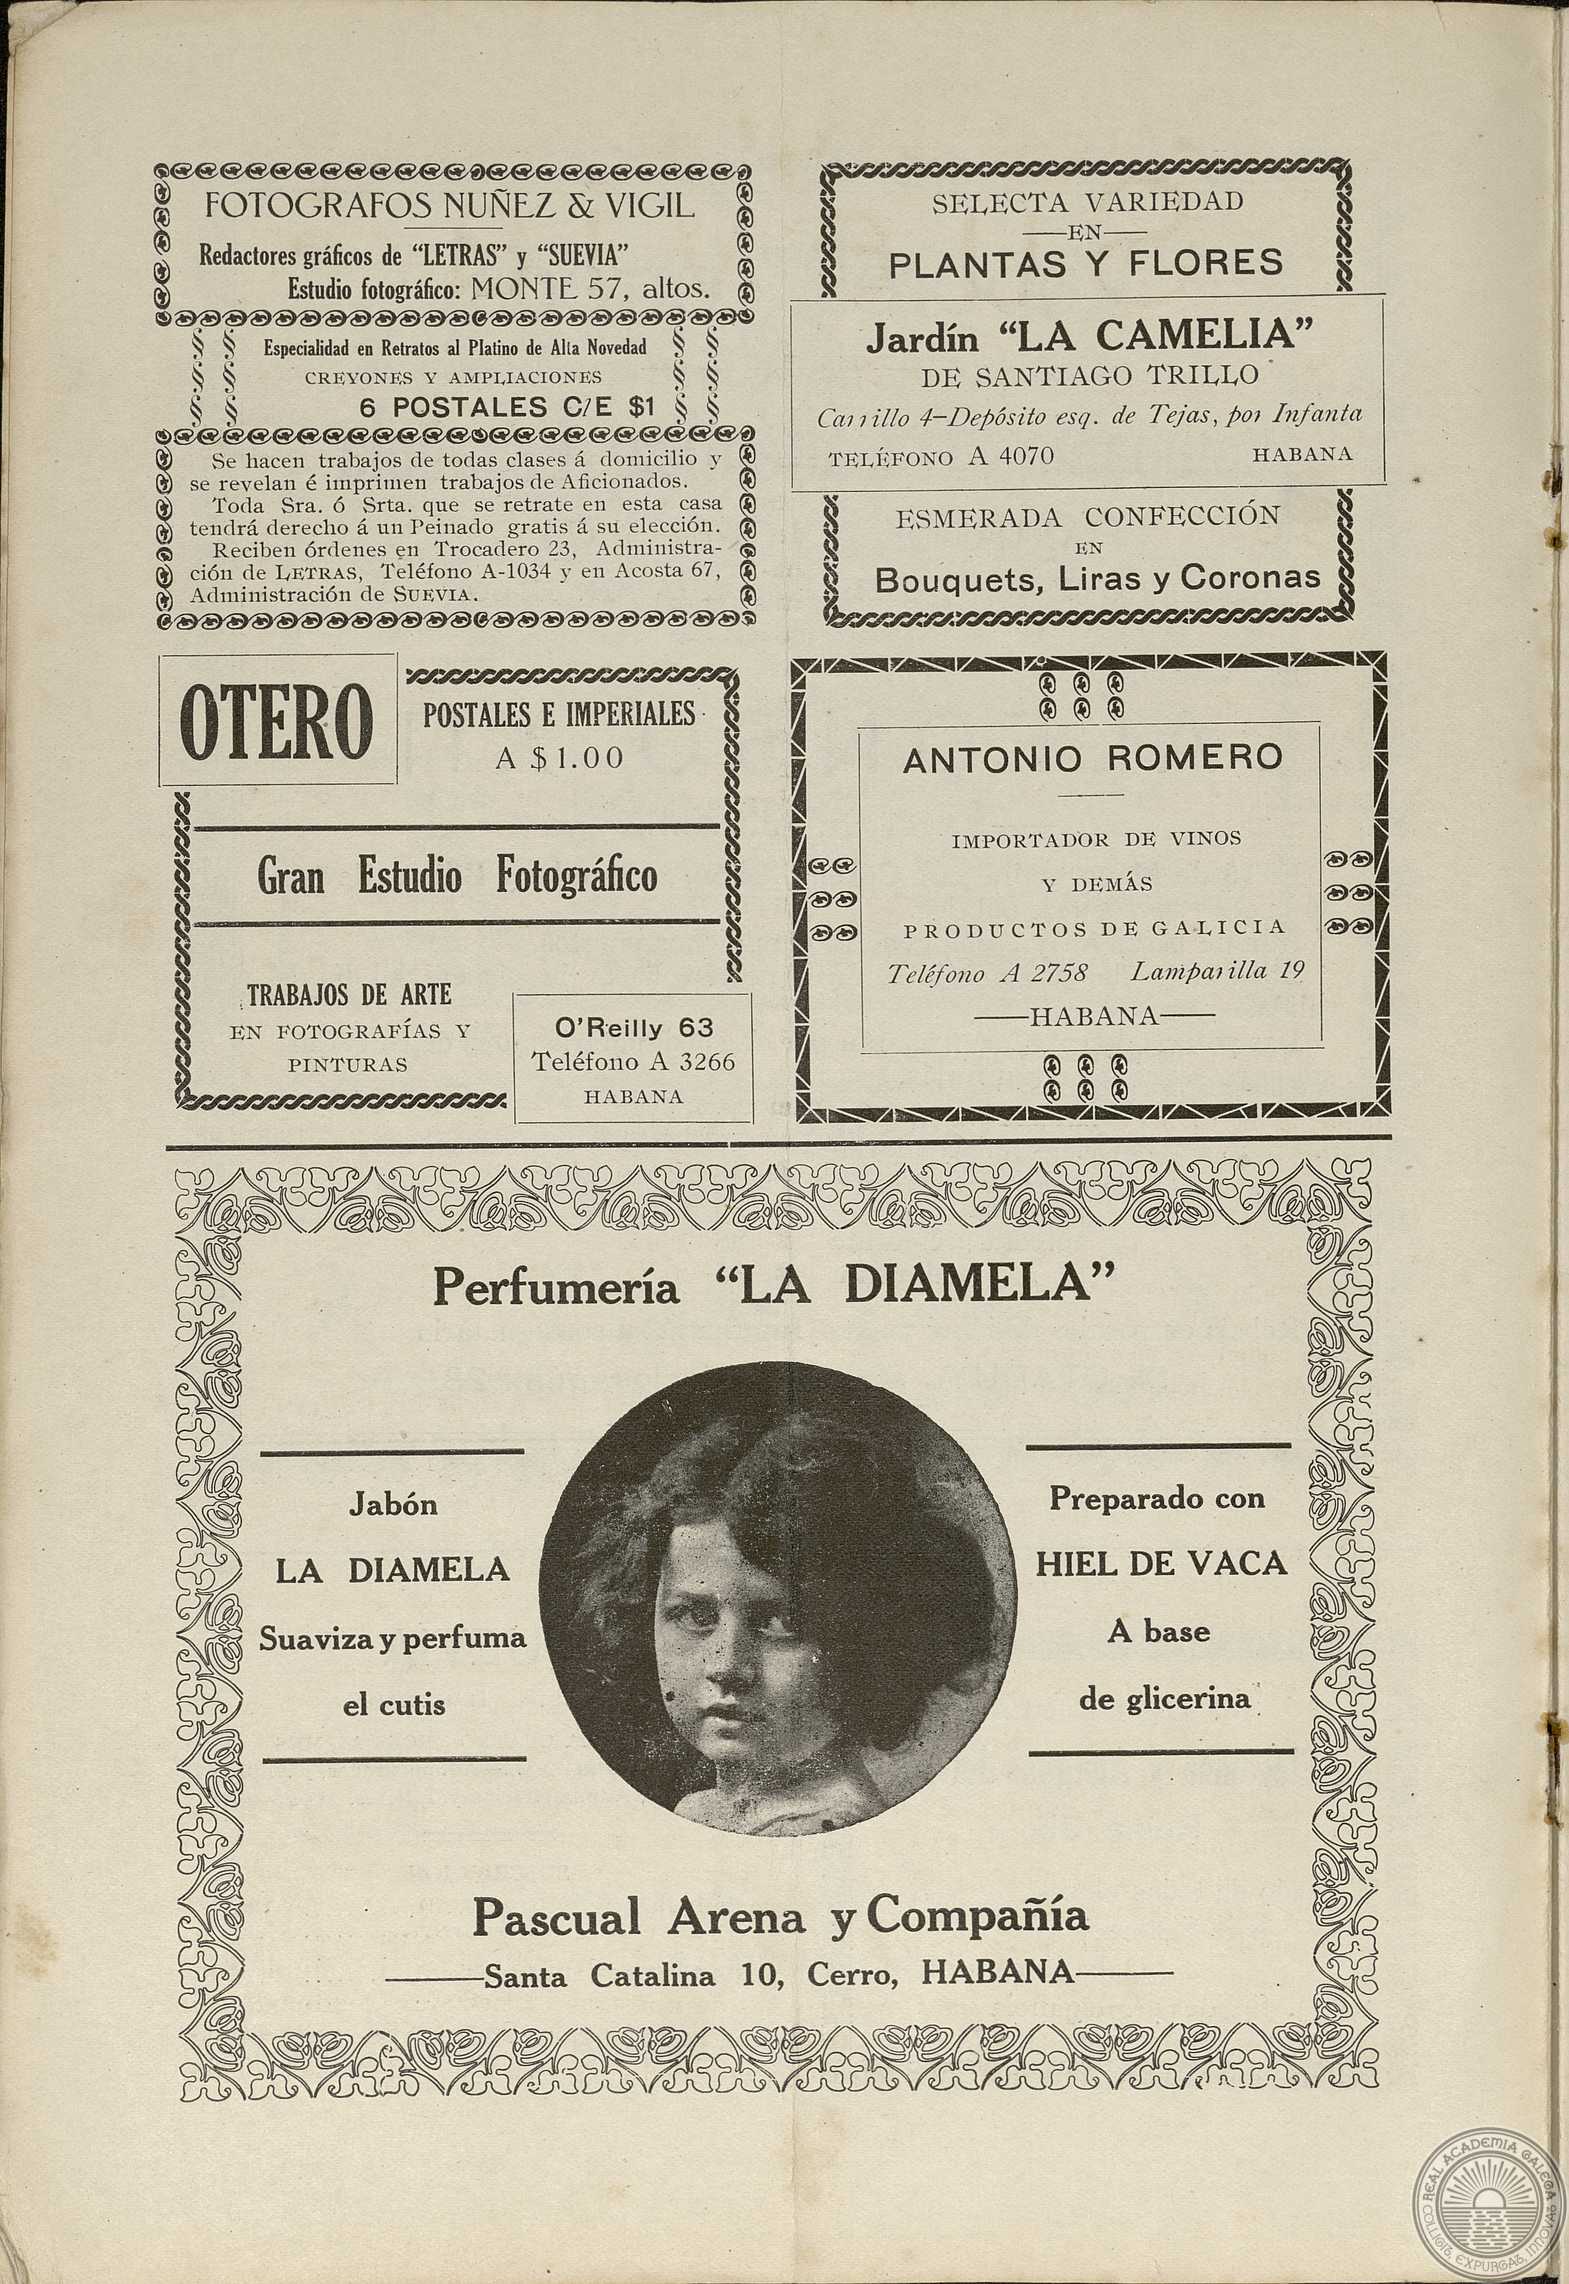 FOTOGRAFOS NUÑEZ & VIGIL
Redactores gráficos de “LETRAS” y “SUEVIA”
Estudio fotográfico: MONTE 57, altos.
Especialidad en Retratos al Platino de Alta Novedad
CREYONES Y AMPLIACIONES
6 POSTALES C/E $1
Se hacen trabajos de todas clases á domicilio y
se revelan é imprimen trabajos de Aficionados.
Toda Sra. ó Srta. que se retrate en esta casa
tendrá derecho á un Peinado gratis á su elección.
Reciben órdenes en Trocadero 23, Administra-
ción de LETRAS, Teléfono A-1034 y en Acosta 67,
Administración de SUEVIA.
SELECTA VARIEDAD
EN
PLANTAS Y FLORES
Jardín “LA CAMELIA”
DE SANTIAGO TRILLO
Carrillo 4—Depósito esq. de Tejas, por Infanta
TELÉFONO A 4070 HABANA
ESMERADA CONFECCIÓN
EN
Bouquets, Liras y Coronas
OTERO
POSTALES E IMPERIALES
A $1.00
Gran Estudio Fotográfico
TRABAJOS DE ARTE
EN FOTOGRAFÍAS Y
PINTURAS
O'Reilly 63
Teléfono A 3266
HABANA
ANTONIO ROMERO
IMPORTADOR DE VINOS
Y DEMÁS
PRODUCTOS DE GALICIA
Teléfono A 2758 Lamparilla 19
HABANA
Perfumería “LA DIAMELA”
Jabón
LA DIAMELA
Suaviza y perfuma
el cutis
Preparado con
HIEL DE VACA
A base
de glicerina
Pascual Arena y Compañía
Santa Catalina 10, Cerro, HABANA
REAL ACADEMIA GALEGA
COLLIGIT, EXPURGAT, INNOVAT